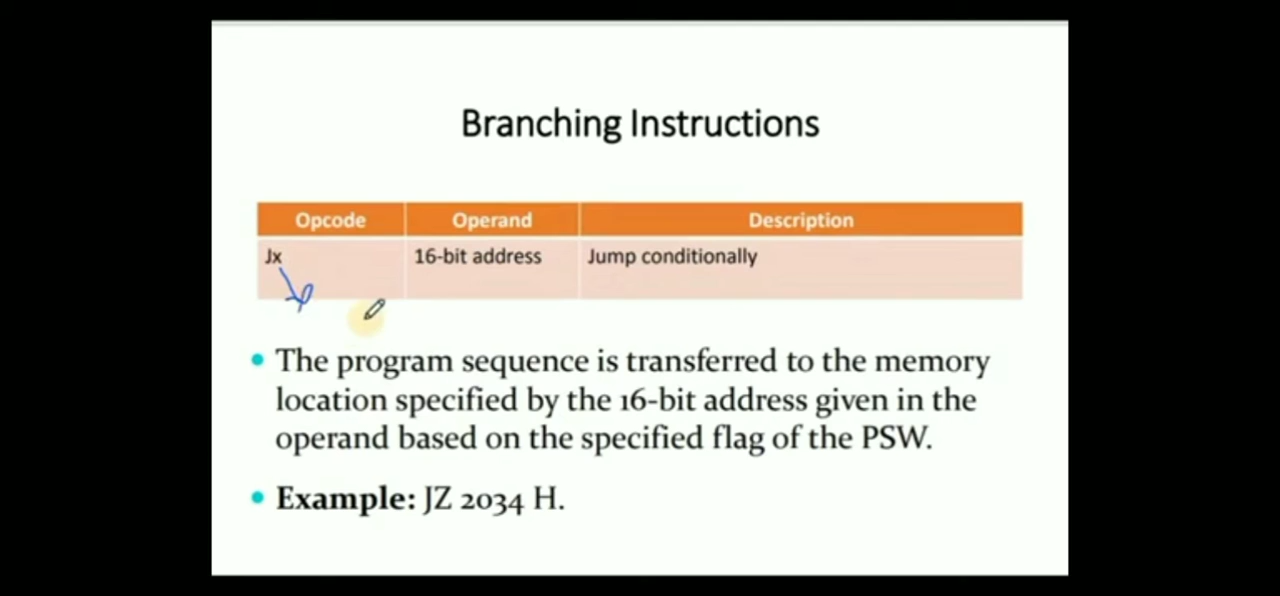 Branching Instructions
Opcode Operand Description
Jx 16-bit address Jump conditionally
• The program sequence is transferred to the memory
location specified by the 16-bit address given in the
operand based on the specified flag of the PSW.
• Example: JZ 2034 H.